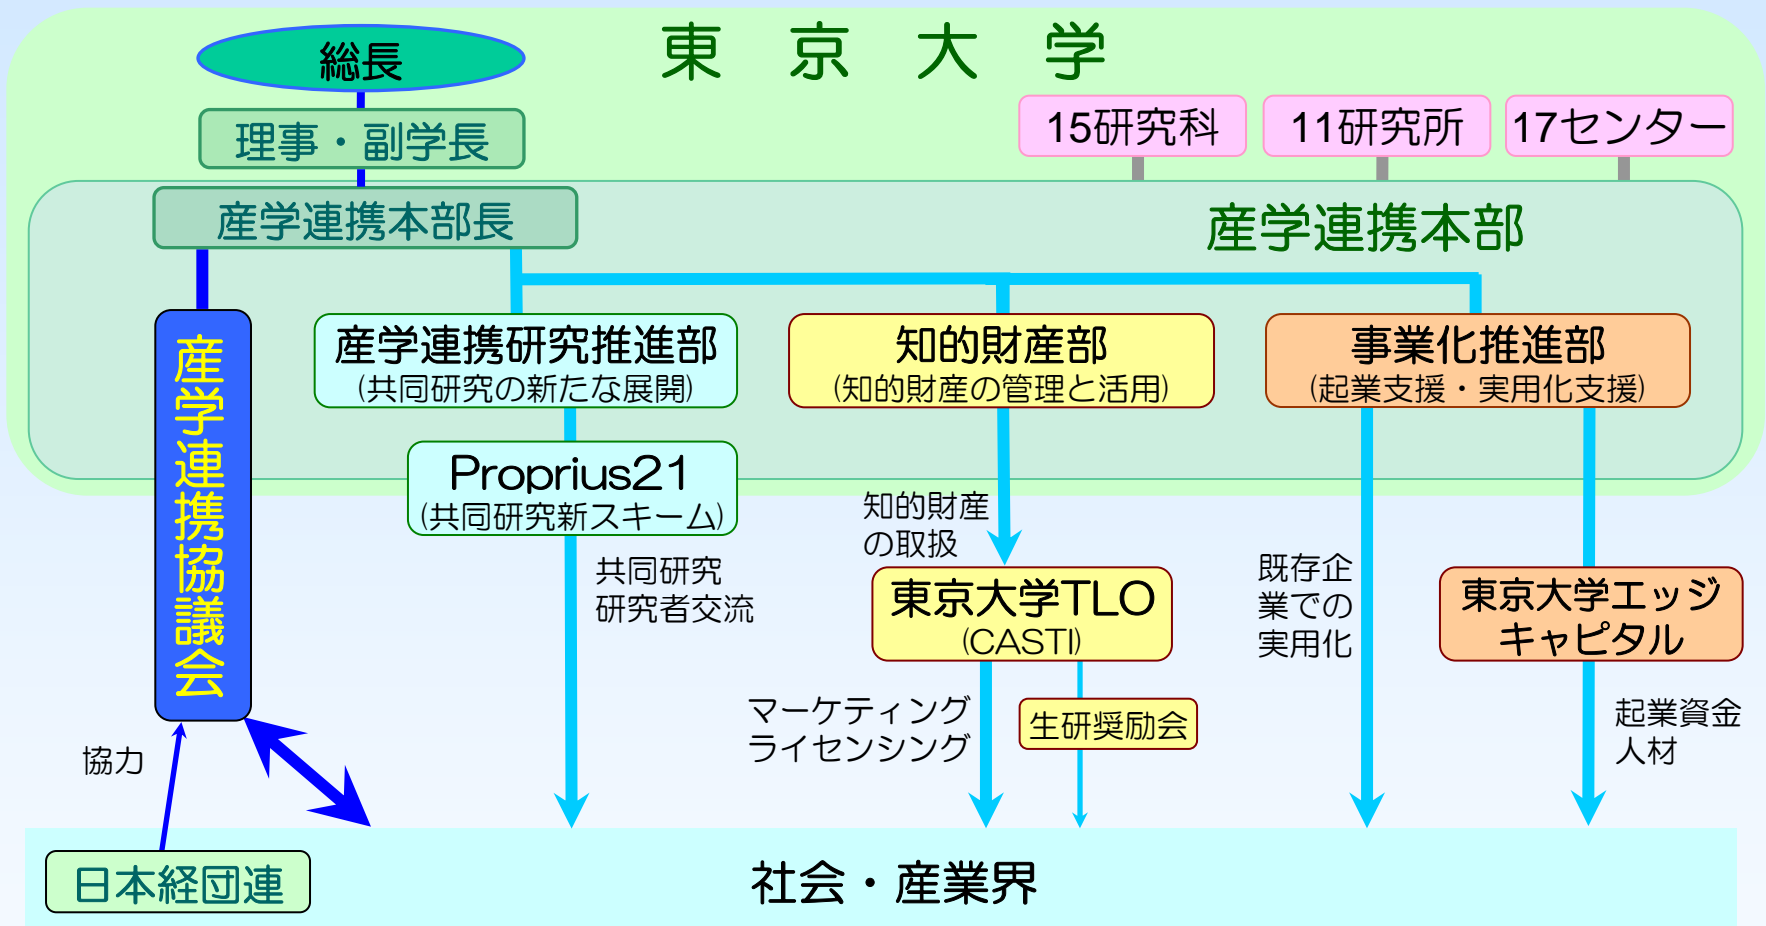 東京大学
総長
理事・副学長
15研究科
11研究所
17センター
産学連携本部長
産学連携本部
産学連携協議会
産学連携研究推進部
(共同研究の新たな展開)
知的財産部
(知的財産の管理と活用)
事業化推進部
(起業支援・実用化支援)
Proprius21
(共同研究新スキーム)
知的財産
の取扱
共同研究
研究者交流
東京大学TLO
(CASTI)
既存企
業での
実用化
東京大学エッジ
キャピタル
マーケティング
ライセンシング
生研奨励会
起業資金
人材
協力
日本経団連
社会・産業界